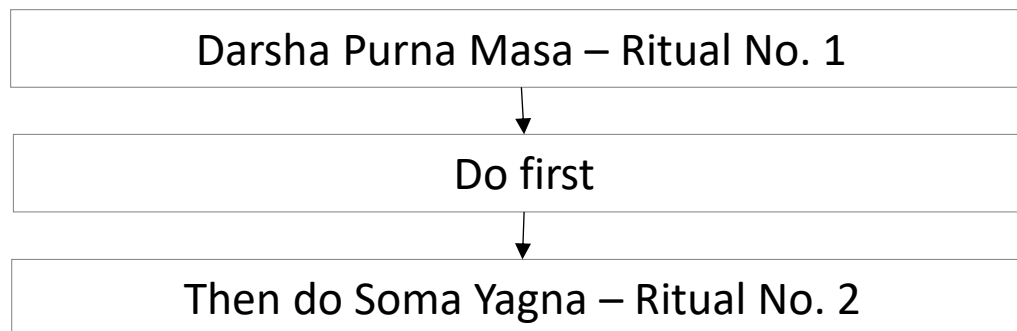 Darsha Purna Masa – Ritual No. 1
Do first
Then do Soma Yagna – Ritual No. 2